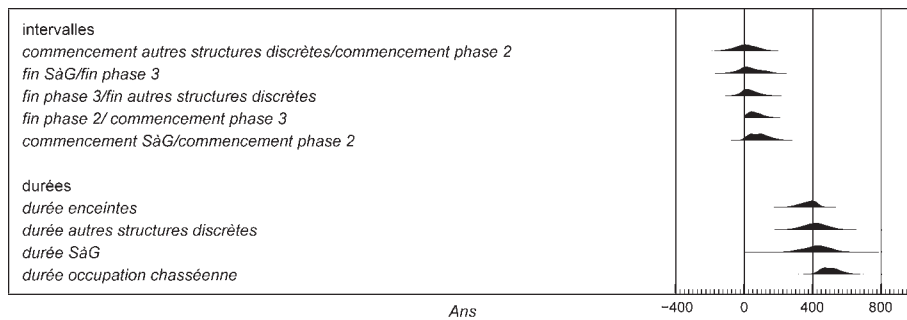 intervalles
commencement autres structures discrètes/commencement phase 2
fin SàG/fin phase 3
fin phase 3/fin autres structures discrètes
fin phase 2/ commencement phase 3
commencement SàG/commencement phase 2
durées
durée enceintes
durée autres structures discrètes
durée SàG
durée occupation chasséenne
Ans
−400 0 400 800